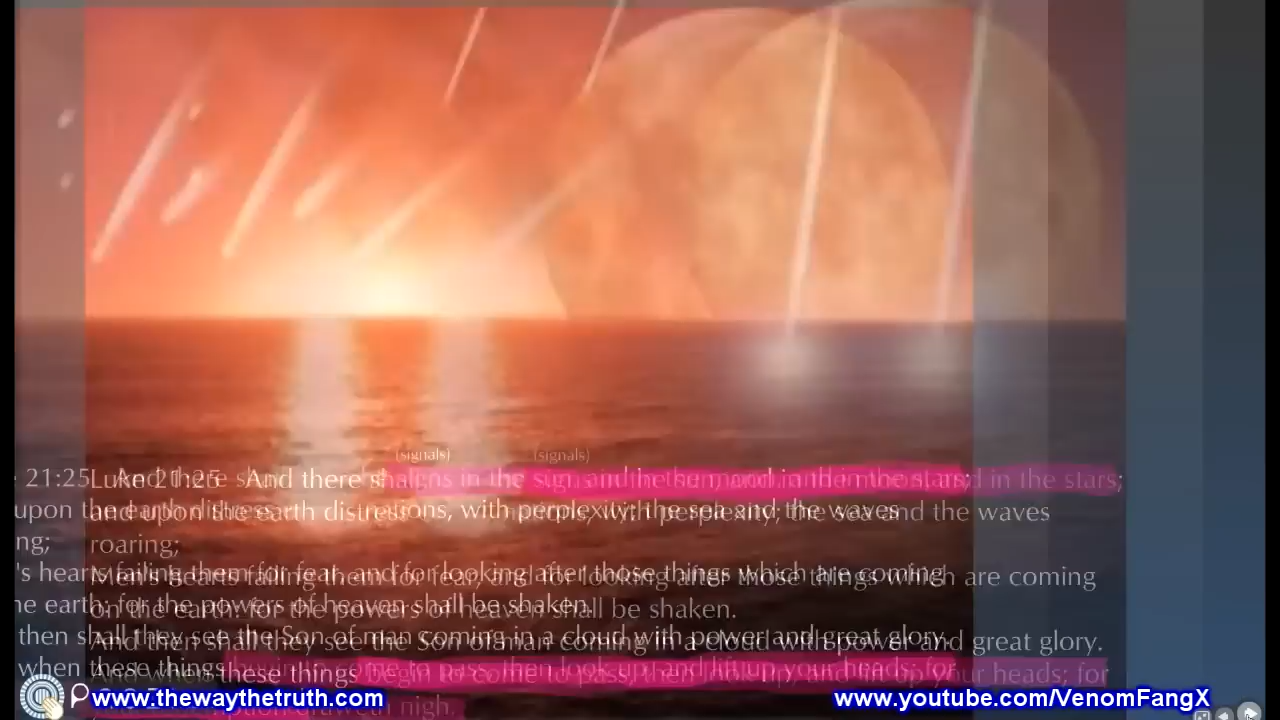 (signals) (signals)
Luke 21:25 And there shall be signs in the sun, and in the moon, and in the stars;
and upon the earth distress nations, with perplexity; the sea and the waves
roaring;
Men's hearts failing them for fear, and for looking after those things which are coming
on the earth: for the powers of heaven shall be shaken.
And then shall they see the Son of man coming in a cloud with power and great glory.
And when these things begin to come to pass, then look up, and lift up your heads; for
draweth nigh.
www.thewaythetruth.com
www.youtube.com/VenomFangX